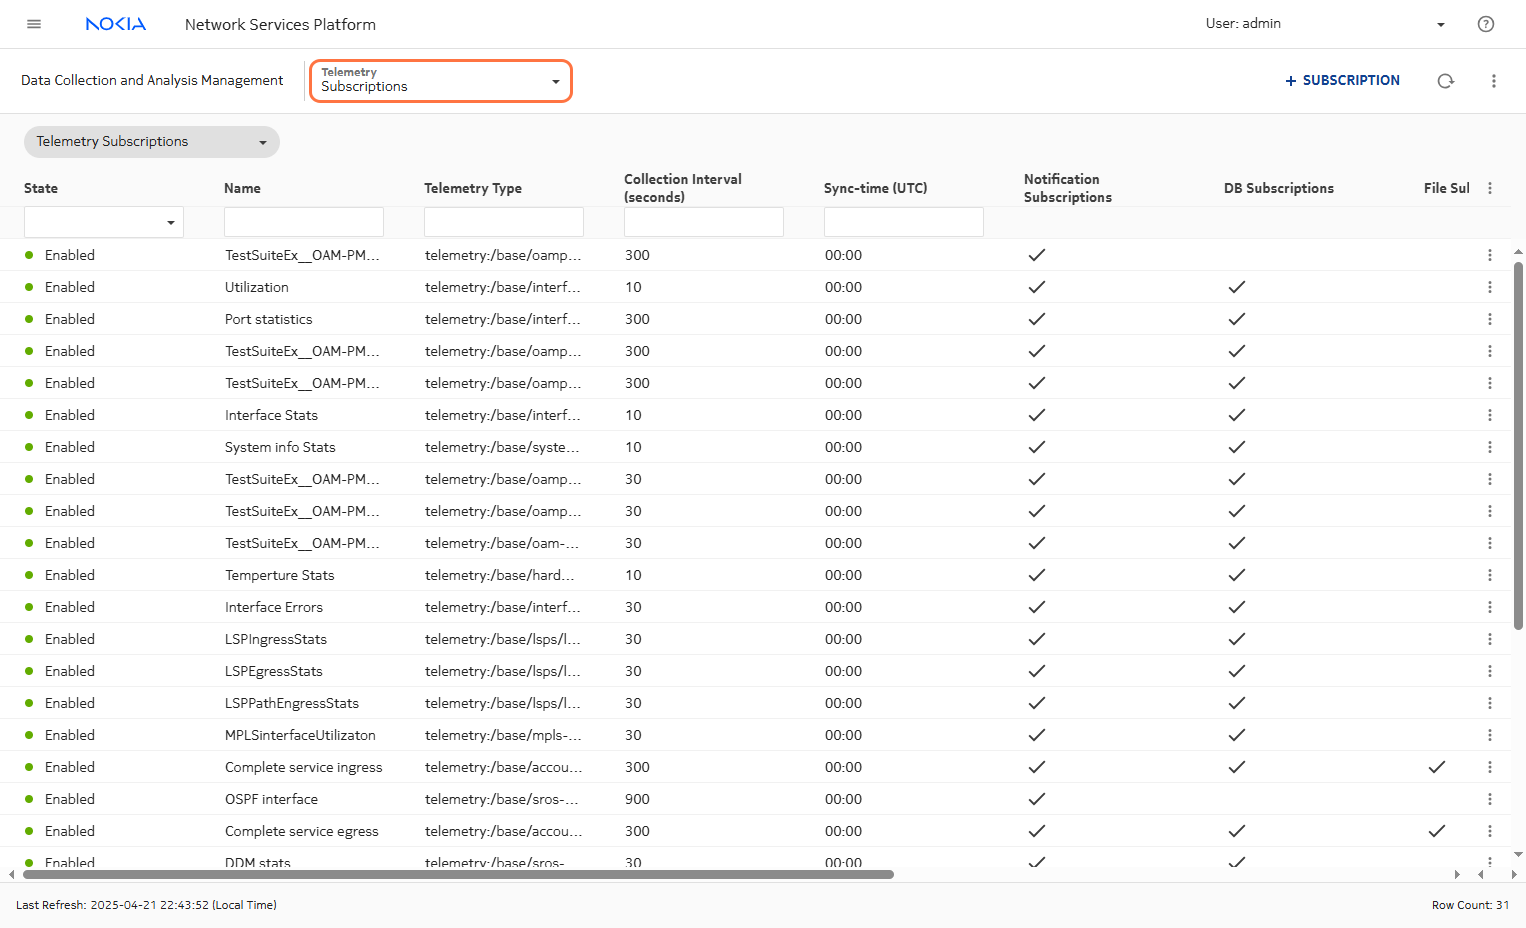 NOKIA Network Services Platform User: admin
Data Collection and Analysis Management Telemetry Subscriptions + SUBSCRIPTION
Telemetry Subscriptions
State Name Telemetry Type Collection Interval (seconds) Sync-time (UTC) Notification Subscriptions DB Subscriptions File Sul
Enabled TestSuiteEx__OAM-PM... telemetry:/base/oamp... 300 00:00
Enabled Utilization telemetry:/base/interf... 10 00:00
Enabled Port statistics telemetry:/base/interf... 300 00:00
Enabled TestSuiteEx__OAM-PM... telemetry:/base/oamp... 300 00:00
Enabled TestSuiteEx__OAM-PM... telemetry:/base/oamp... 300 00:00
Enabled Interface Stats telemetry:/base/interf... 10 00:00
Enabled System info Stats telemetry:/base/syste... 10 00:00
Enabled TestSuiteEx__OAM-PM... telemetry:/base/oamp... 30 00:00
Enabled TestSuiteEx__OAM-PM... telemetry:/base/oamp... 30 00:00
Enabled TestSuiteEx__OAM-PM... telemetry:/base/oam-... 30 00:00
Enabled Temperture Stats telemetry:/base/hard... 10 00:00
Enabled Interface Errors telemetry:/base/interf... 30 00:00
Enabled LSPIngressStats telemetry:/base/lsps/l... 30 00:00
Enabled LSPEgressStats telemetry:/base/lsps/l... 30 00:00
Enabled LSPPathEngressStats telemetry:/base/lsps/l... 30 00:00
Enabled MPLSinterfaceUtilizaton telemetry:/base/mpls-... 30 00:00
Enabled Complete service ingress telemetry:/base/accou... 300 00:00
Enabled OSPF interface telemetry:/base/sros-... 900 00:00
Enabled Complete service egress telemetry:/base/accou... 300 00:00
Enabled DDM stats telemetry:/base/sros- 30 00:00
Last Refresh: 2025-04-21 22:43:52 (Local Time) Row Count: 31